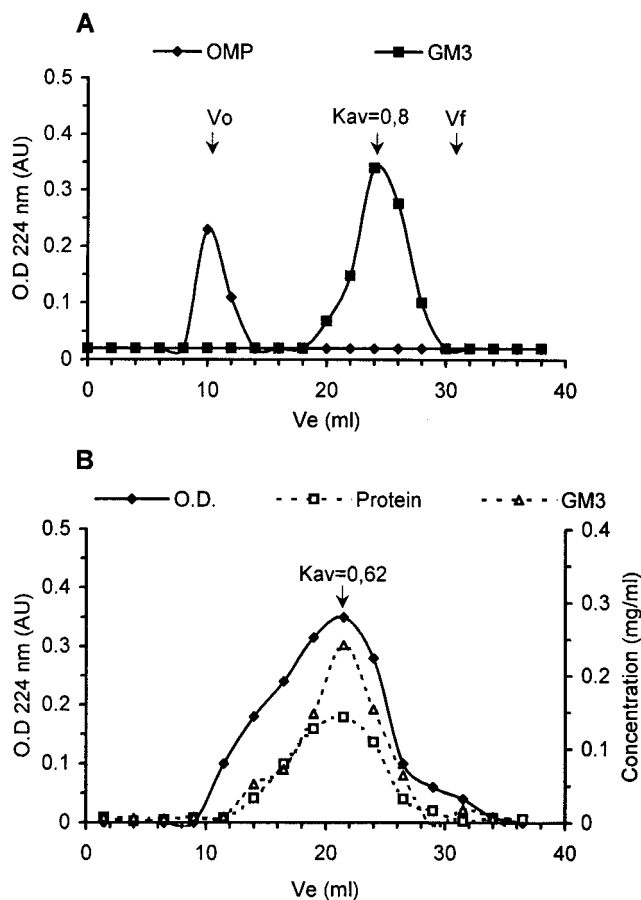 A
OMP GM3
0.5
0.4
0.3
0.2
0.1
0
Vo Kav=0,8 Vf
O.D 224 nm (AU)
0 10 20 30 40
Ve (ml)
B
O.D. Protein GM3
0.5
0.4
0.3
0.2
0.1
0
Kav=0,62
O.D 224 nm (AU)
0.4
0.3
0.2
0.1
0
Concentration (mg/ml)
0 10 20 30 40
Ve (ml)